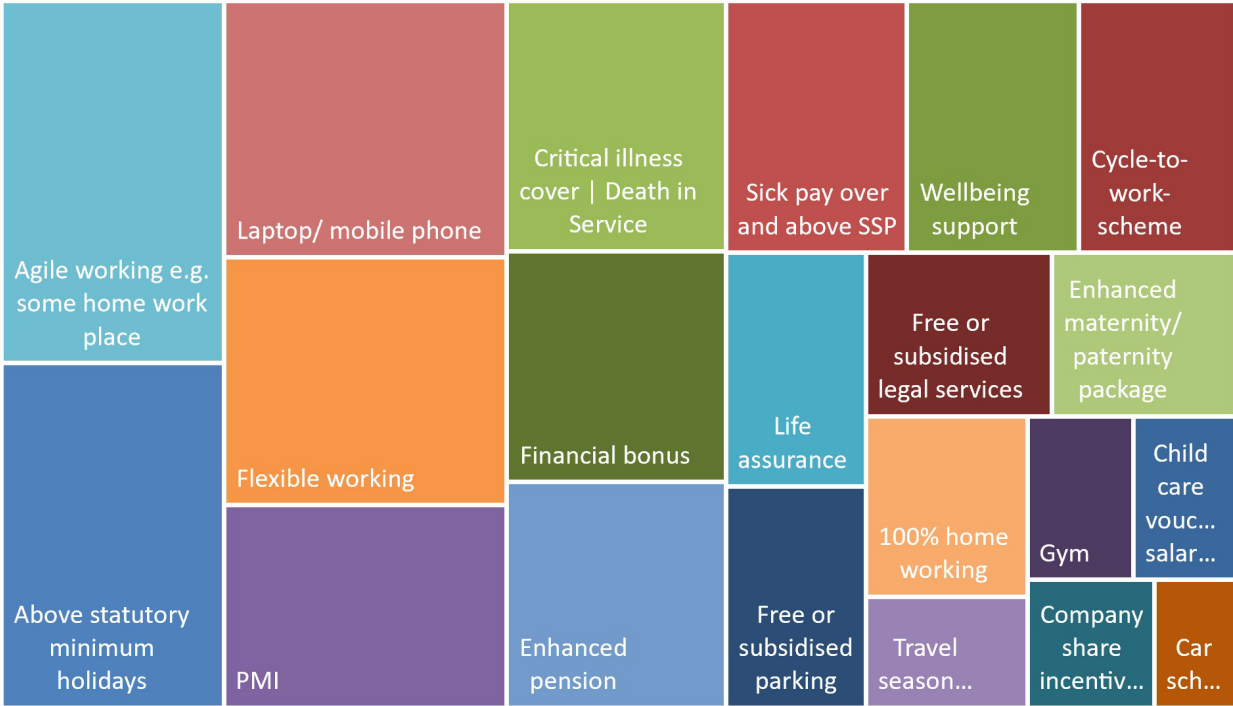 Agile working e.g.
some home work
place
Above statutory
minimum
holidays
Laptop/ mobile phone
Flexible working
PMI
Critical illness
cover | Death in
Service
Financial bonus
Enhanced
pension
Sick pay over
and above SSP
Wellbeing
support
Cycle-to-
work-
scheme
Life
assurance
Free or
subsidised
parking
Free or
subsidised
legal services
Enhanced
maternity/
paternity
package
100% home
working
Travel
season...
Gym
Child
care
vouc...
salar...
Company
share
incentiv...
Car
sch...